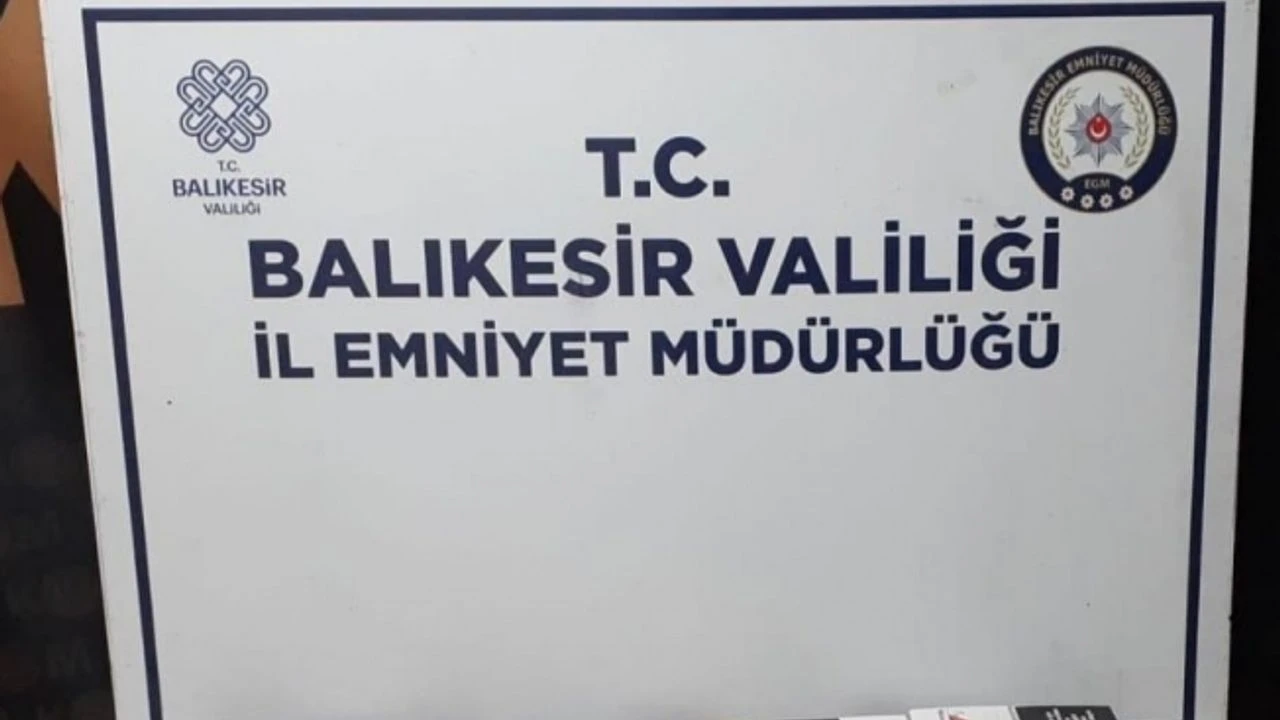 T.C.
BALIKESİR
VALİLİĞİ
BALIKESİR EMNİYET MÜDÜRLÜĞÜ
EGM
T.C.
BALIKESİR VALİLİĞİ
İL EMNİYET MÜDÜRLÜĞÜ